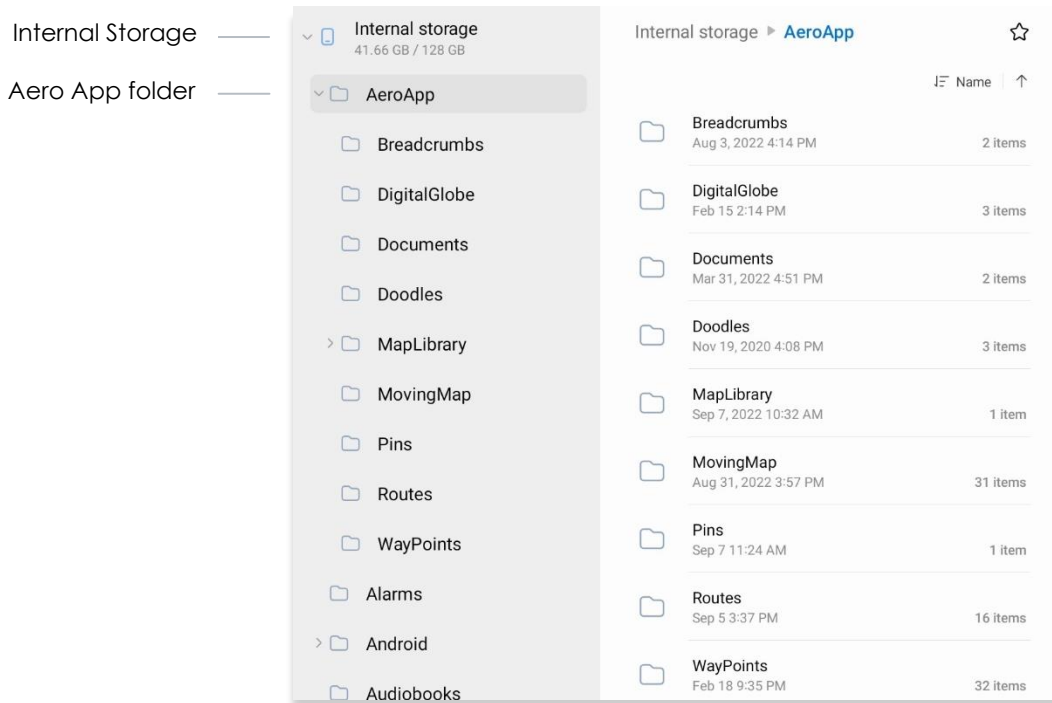 Internal Storage
Aero App folder
Internal storage
41.66 GB / 128 GB
AeroApp
Breadcrumbs
DigitalGlobe
Documents
Doodles
MapLibrary
MovingMap
Pins
Routes
WayPoints
Alarms
Android
Audiobooks
Internal storage AeroApp
Name
Breadcrumbs
Aug 3, 2022 4:14 PM 2 items
DigitalGlobe
Feb 15 2:14 PM 3 items
Documents
Mar 31, 2022 4:51 PM 2 items
Doodles
Nov 19, 2020 4:08 PM 3 items
MapLibrary
Sep 7, 2022 10:32 AM 1 item
MovingMap
Aug 31, 2022 3:57 PM 31 items
Pins
Sep 7 11:24 AM 1 item
Routes
Sep 5 3:37 PM 16 items
WayPoints
Feb 18 9:35 PM 32 items